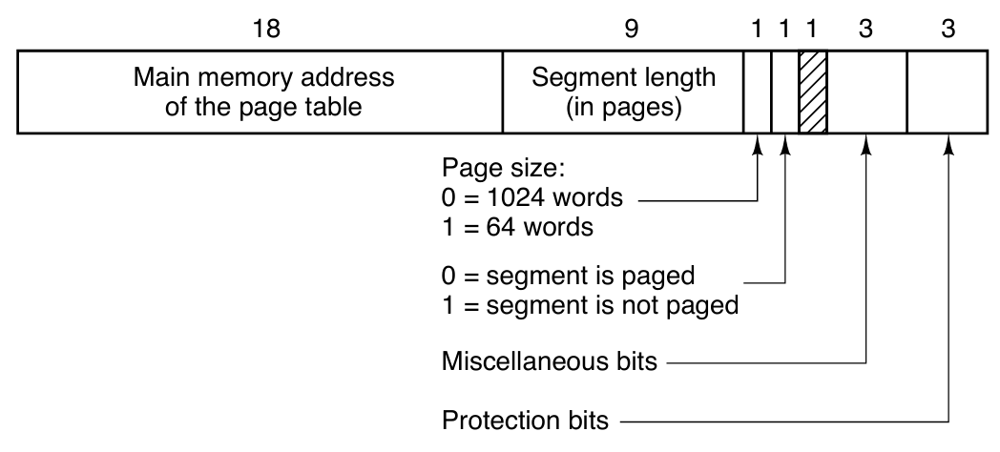 18 9 1 1 1 3 3
Main memory address
of the page table
Segment length
(in pages)
Page size:
0 = 1024 words
1 = 64 words
0 = segment is paged
1 = segment is not paged
Miscellaneous bits
Protection bits